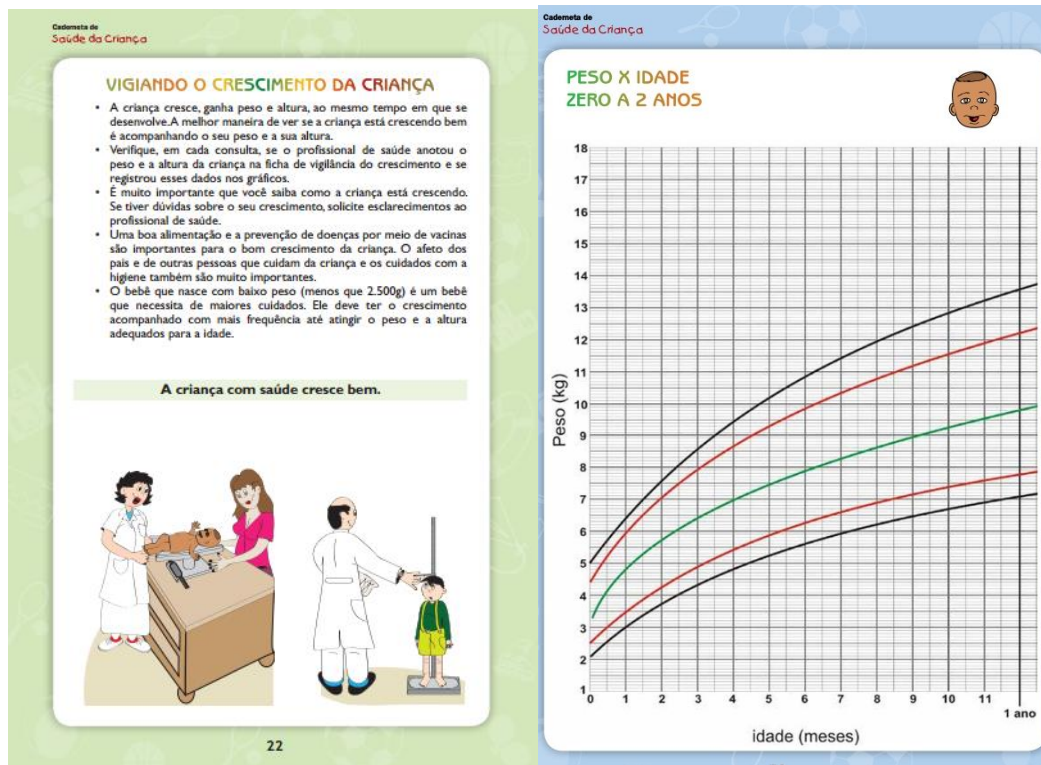 Caderneta de
Saúde da Criança
VIGIANDO O CRESCIMENTO DA CRIANÇA
• A criança cresce, ganha peso e altura, ao mesmo tempo em que se
desenvolve. A melhor maneira de ver se a criança está crescendo bem
é acompanhando o seu peso e a sua altura.
• Verifique, em cada consulta, se o profissional de saúde anotou o
peso e a altura da criança na ficha de vigilância do crescimento e se
registrou esses dados nos gráficos.
• É muito importante que você saiba como a criança está crescendo.
Se tiver dúvidas sobre o seu crescimento, solicite esclarecimentos ao
profissional de saúde.
• Uma boa alimentação e a prevenção de doenças por meio de vacinas
são importantes para o bom crescimento da criança. O afeto dos
pais e de outras pessoas que cuidam da criança e os cuidados com a
higiene também são muito importantes.
• O bebê que nasce com baixo peso (menos que 2.500g) é um bebê
que necessita de maiores cuidados. Ele deve ter o crescimento
acompanhado com mais frequência até atingir o peso e a altura
adequados para a idade.
A criança com saúde cresce bem.
22
Caderneta de
Saúde da Criança
PESO X IDADE
ZERO A 2 ANOS
18
17
16
15
14
13
12
11
10
9
8
7
6
5
4
3
2
1
Peso (kg)
0 1 2 3 4 5 6 7 8 9 10 11
1 ano
idade (meses)